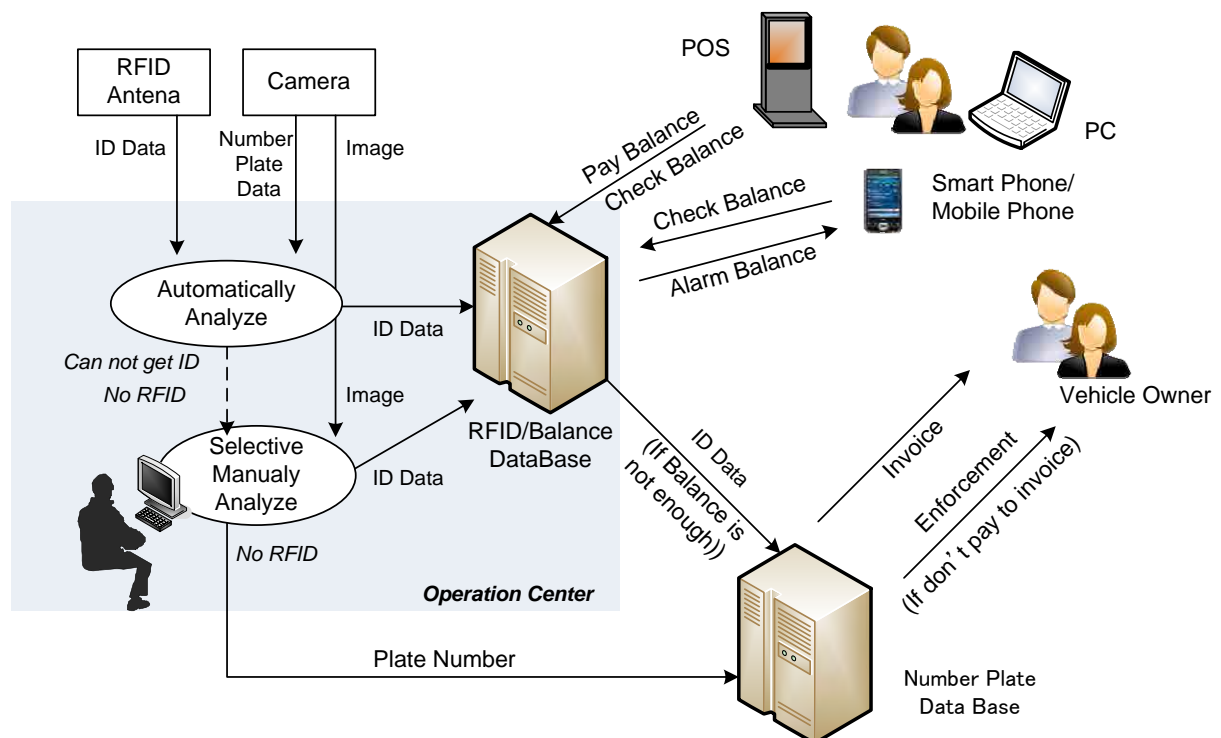 RFID
Antena
Camera
ID Data
Number
Plate
Data
Image
POS
PC
Pay Balance
Check Balance
Check Balance
Alarm Balance
Smart Phone/
Mobile Phone
Automatically
Analyze
ID Data
Can not get ID
No RFID
Image
Selective
Manualy
Analyze
ID Data
RFID/Balance
DataBase
No RFID
Operation Center
ID Data
(If Balance is
not enough))
Invoice
Enforcement
(If don't pay to invoice)
Vehicle Owner
Plate Number
Number Plate
Data Base